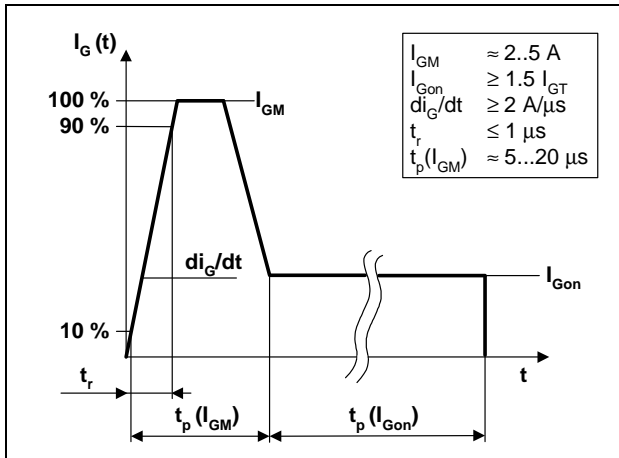 I_G (t)
100 %
90 %
I_GM
di_G/dt
I_Gon
10 %
t_r
t
t_p (I_GM)
t_p (I_Gon)
I_GM ≈ 2..5 A
I_Gon ≥ 1.5 I_GT
di_G/dt ≥ 2 A/μs
t_r ≤ 1 μs
t_p(I_GM) ≈ 5...20 μs